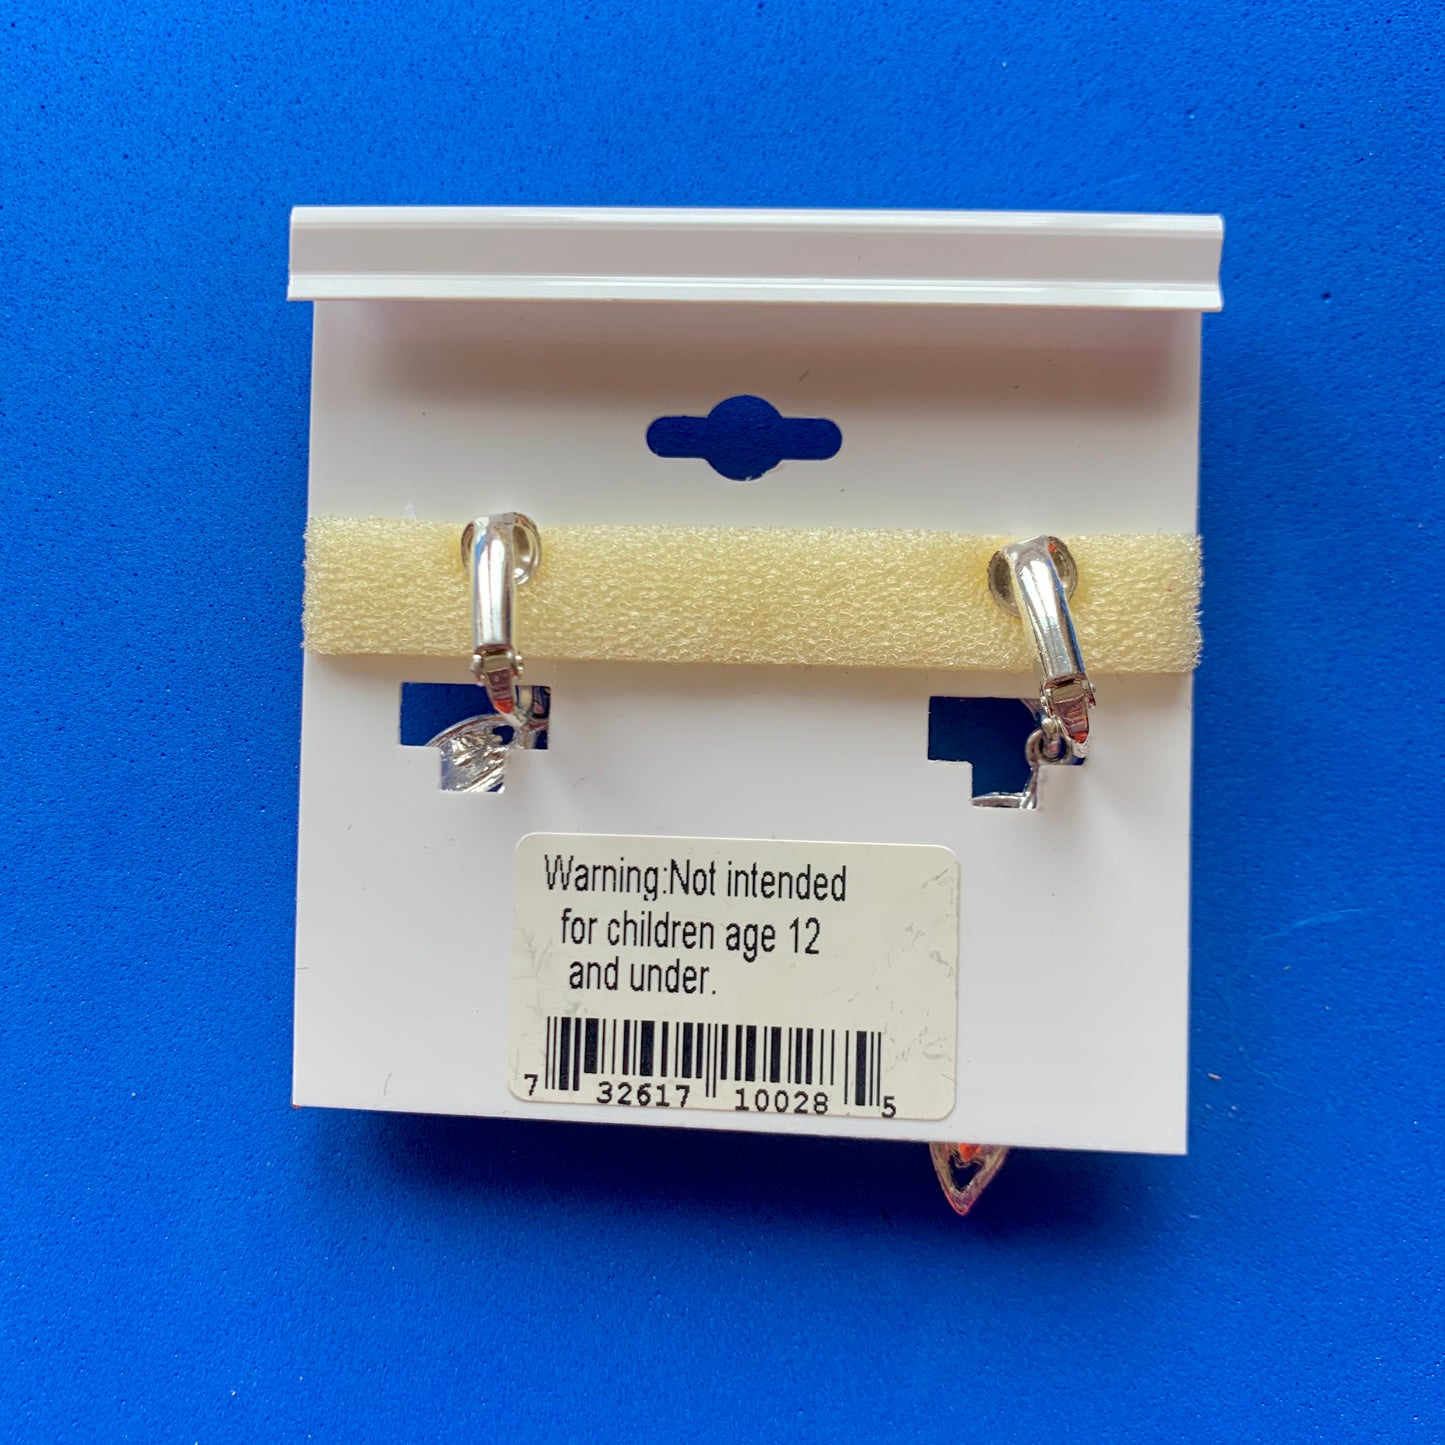 Warning:Not intended
for children age 12
and under.
7 32617 10028 5